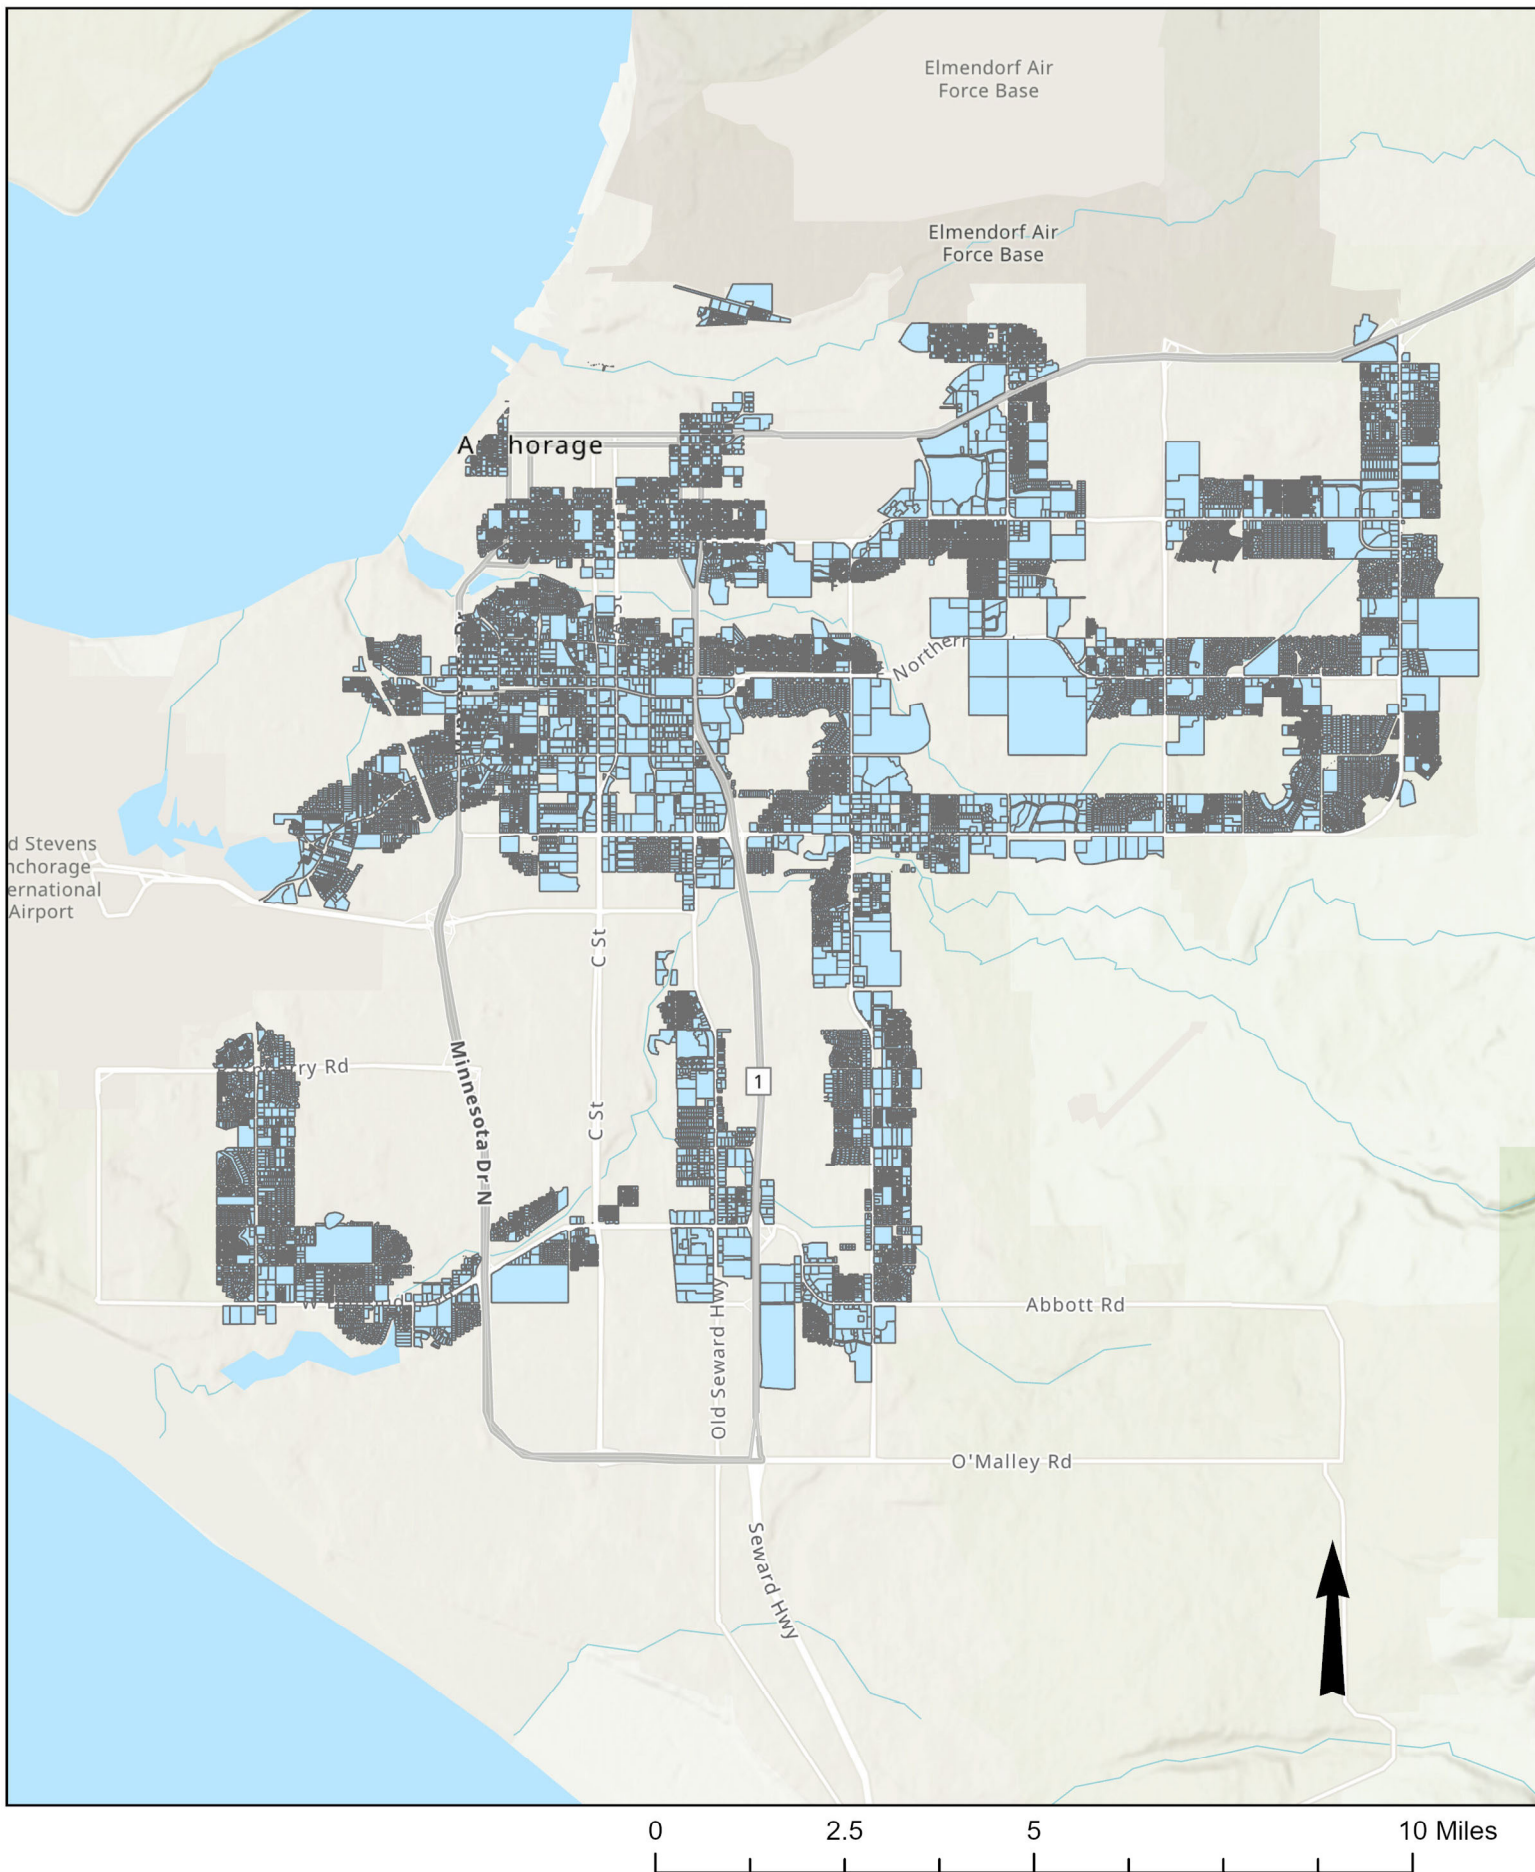 Elmendorf Air
Force Base
Elmendorf Air
Force Base
horage
Northern
d Stevens
nchorage
ernational
Airport
C St
rry Rd
Minnesota Dr N
C St
1
Old Seward Hwy
Abbott Rd
O'Malley Rd
Seward Hwy
0
2.5
5
10 Miles